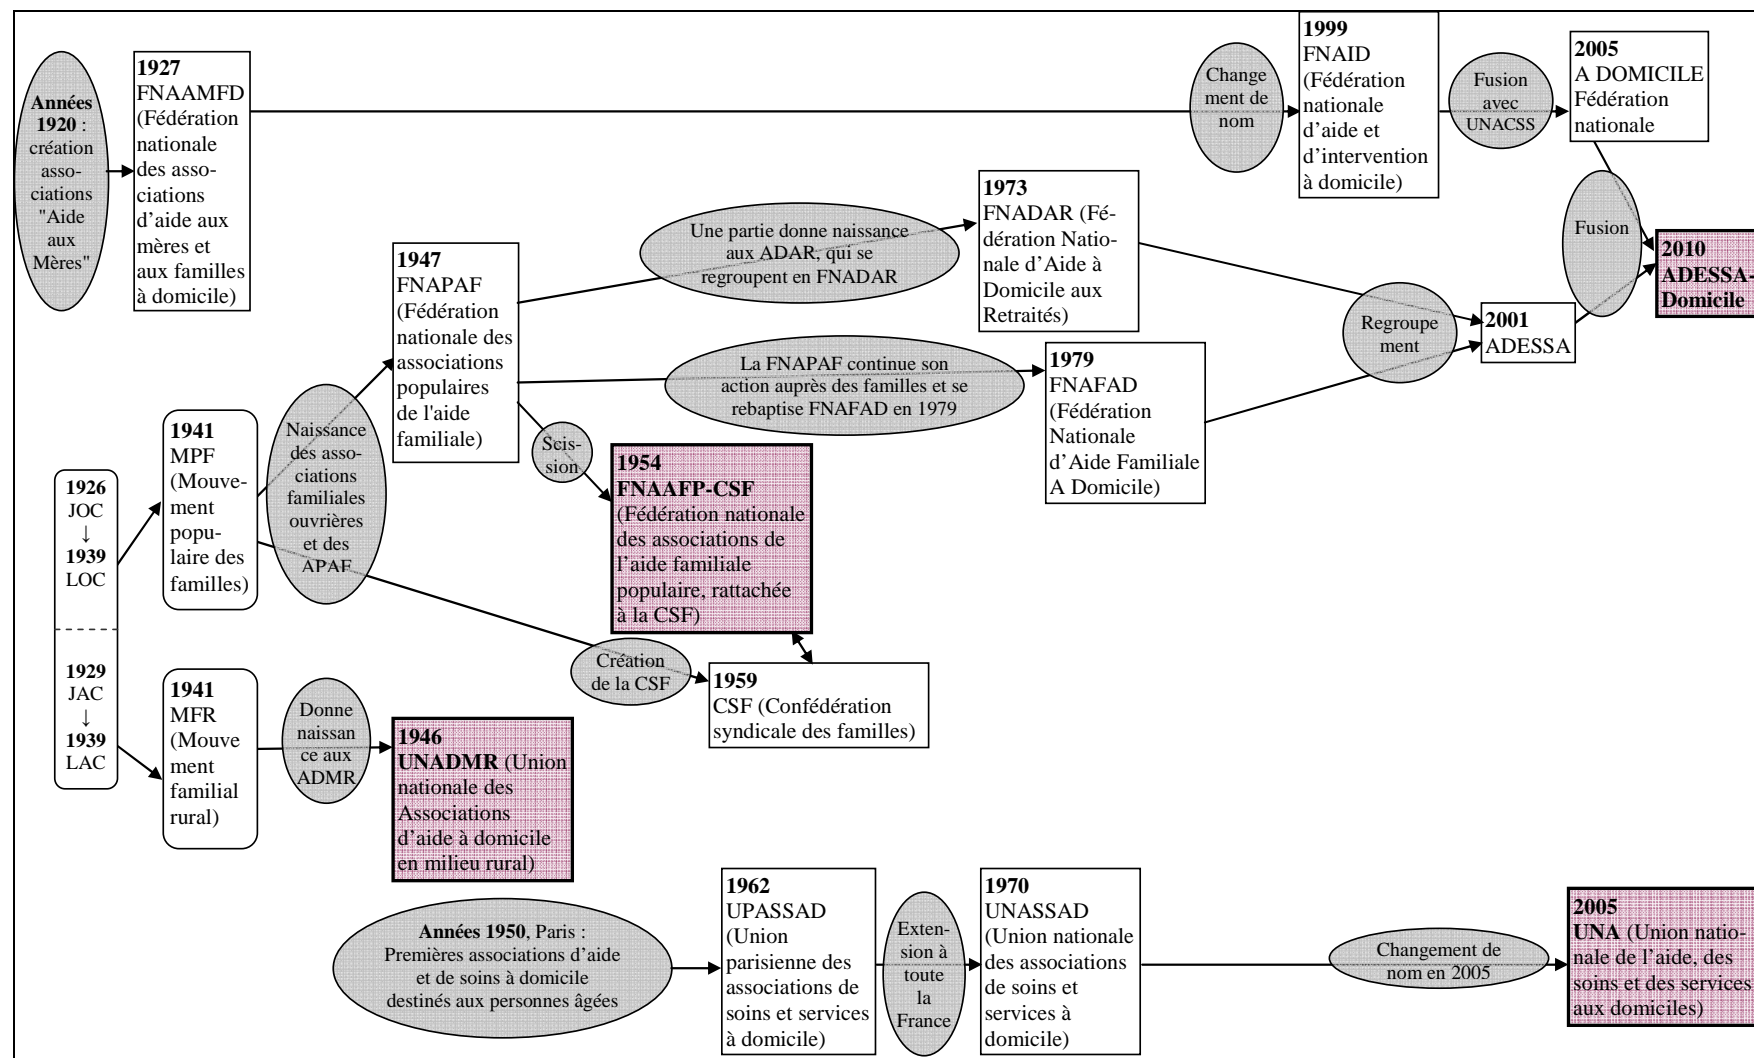 Années
1920 :
création
asso-
ciations
"Aide
aux
Mères"
1927
FNAAMFD
(Fédération
nationale
des asso-
ciations
d'aide aux
mères et
aux familles
à domicile)
Change
ment de
nom
1999
FNAID
(Fédération
nationale
d'aide et
d'intervention
à domicile)
Fusion
avec
UNACSS
2005
A DOMICILE
Fédération
nationale
Fusion
2010
ADESSA-
Domicile
1947
FNAPAF
(Fédération
nationale des
associations
populaires
de l'aide
familiale)
Une partie donne naissance
aux ADAR, qui se
regroupent en FNADAR
1973
FNADAR (Fé-
dération Natio-
nale d'Aide à
Domicile aux
Retraités)
La FNAPAF continue son
action auprès des familles et se
rebaptise FNAFAD en 1979
1979
FNAFAD
(Fédération
Nationale
d'Aide Familiale
A Domicile)
Regroupe
ment
2001
ADESSA
1926
JOC
↓
1939
LOC
1941
MPF
(Mouve-
ment
popu-
laire des
familles)
Naissance
des asso-
ciations
familiales
ouvrières
et des
APAF
Scis-
sion
1954
FNAAFP-CSF
(Fédération nationale
des associations de
l'aide familiale
populaire, rattachée
à la CSF)
Création
de la CSF
1959
CSF (Confédération
syndicale des familles)
1929
JAC
↓
1939
LAC
1941
MFR
(Mouve
ment
familial
rural)
Donne
naissan
ce aux
ADMR
1946
UNADMR (Union
nationale des
Associations
d'aide à domicile
en milieu rural)
Années 1950, Paris :
Premières associations d'aide
et de soins à domicile
destinés aux personnes âgées
1962
UPASSAD
(Union
parisienne des
associations de
soins et services
à domicile)
Exten-
sion à
toute
la
France
1970
UNASSAD
(Union nationale
des associations
de soins et
services à
domicile)
Changement de
nom en 2005
2005
UNA (Union natio-
nale de l'aide, des
soins et des services
aux domiciles)